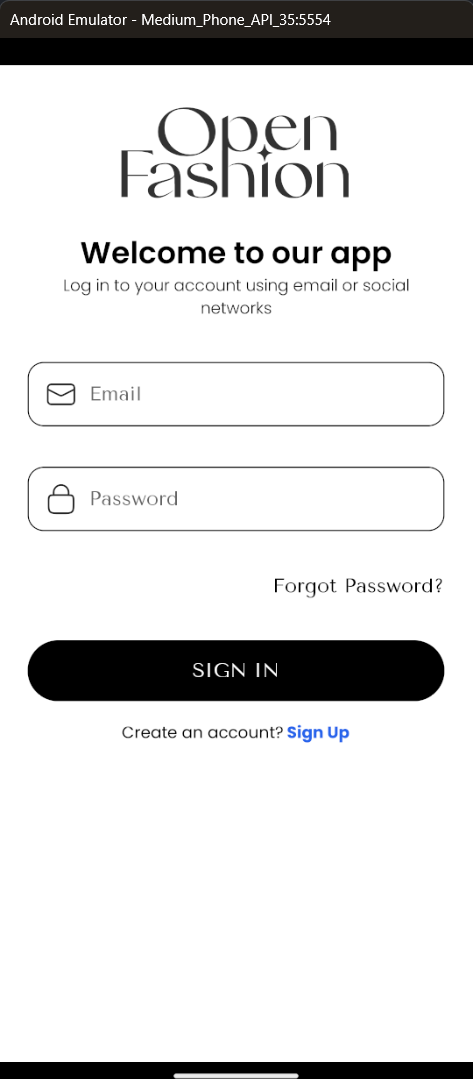 Android Emulator - Medium_Phone_API_35:5554
Open
Fashion
Welcome to our app
Log in to your account using email or social
networks
Email
Password
Forgot Password?
SIGN IN
Create an account? Sign Up